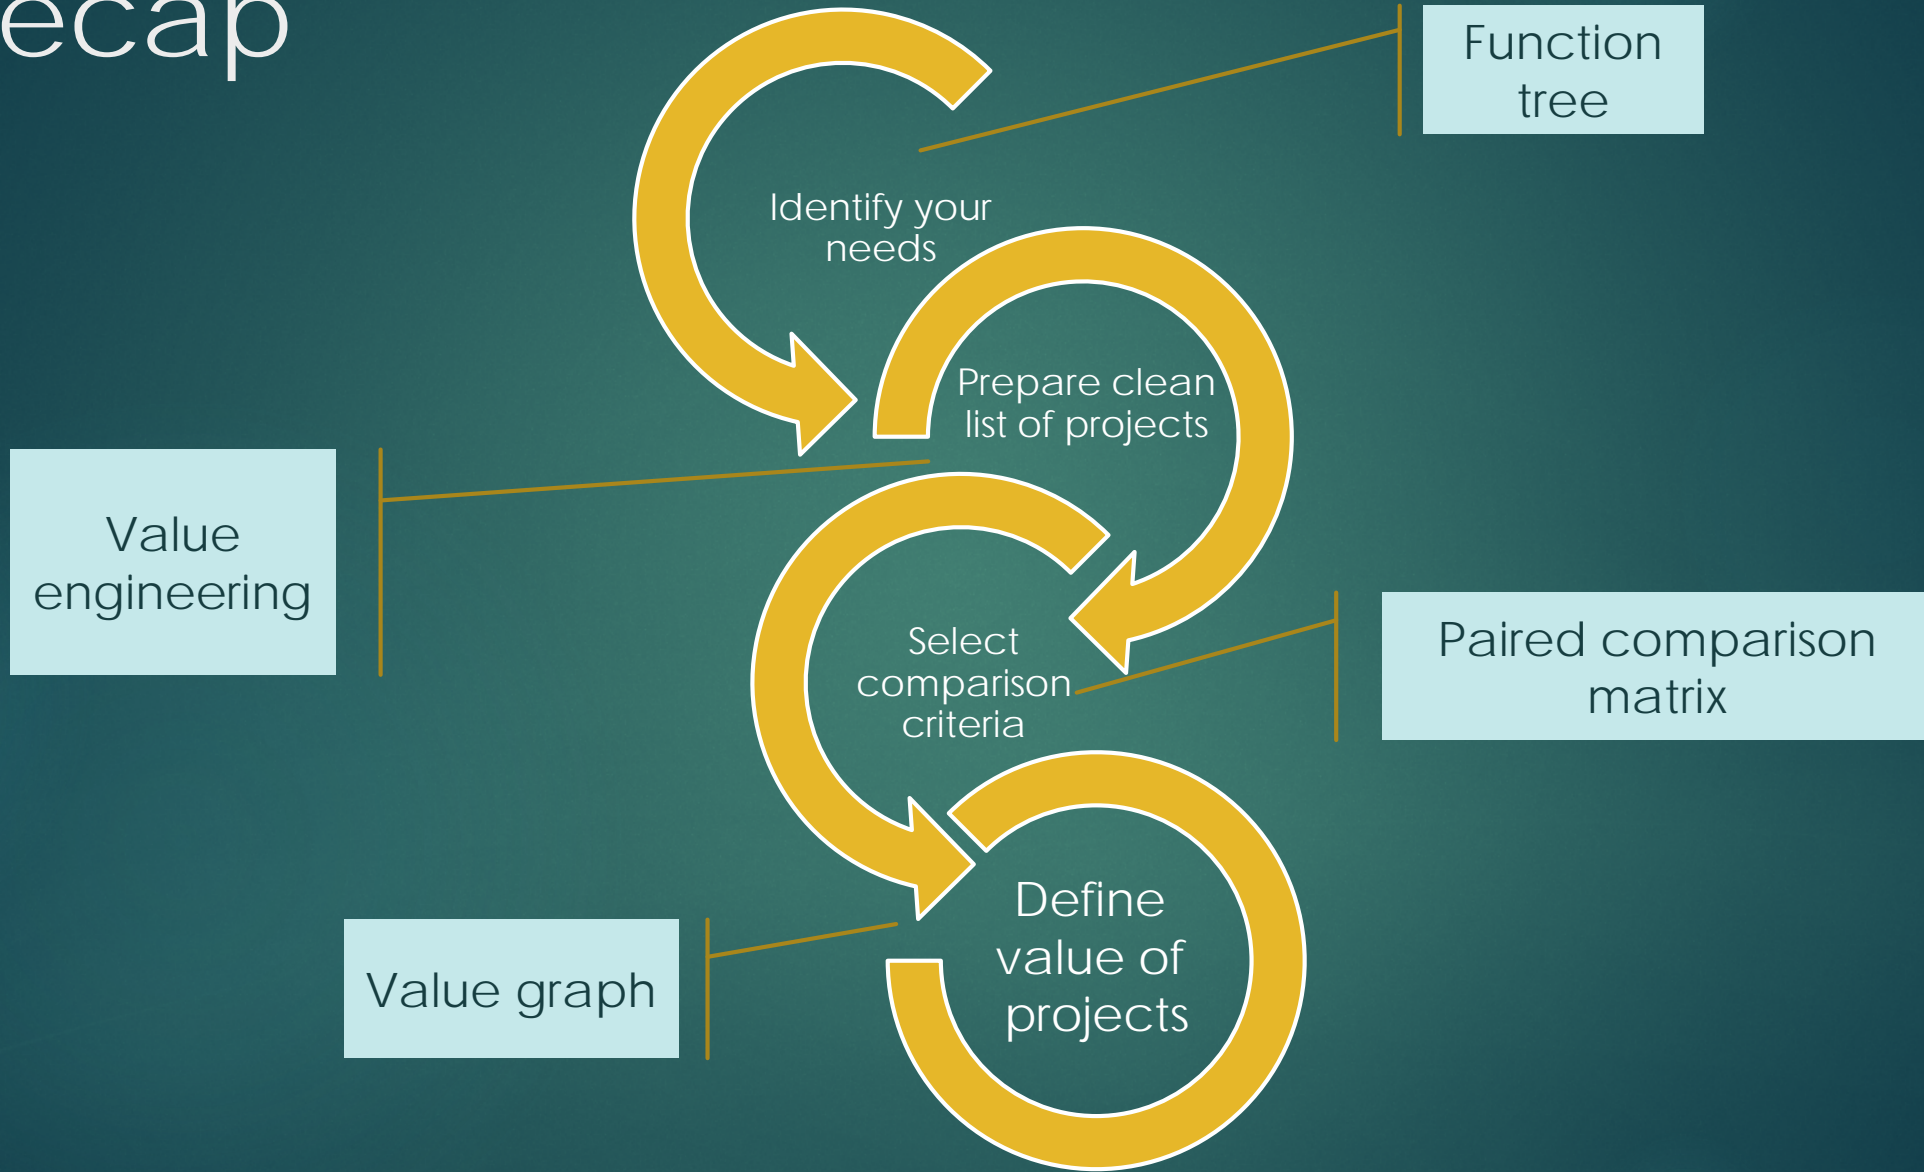 ecap
Function
tree
Identify your
needs
Prepare clean
list of projects
Value
engineering
Select
comparison
criteria
Paired comparison
matrix
Define
value of
projects
Value graph